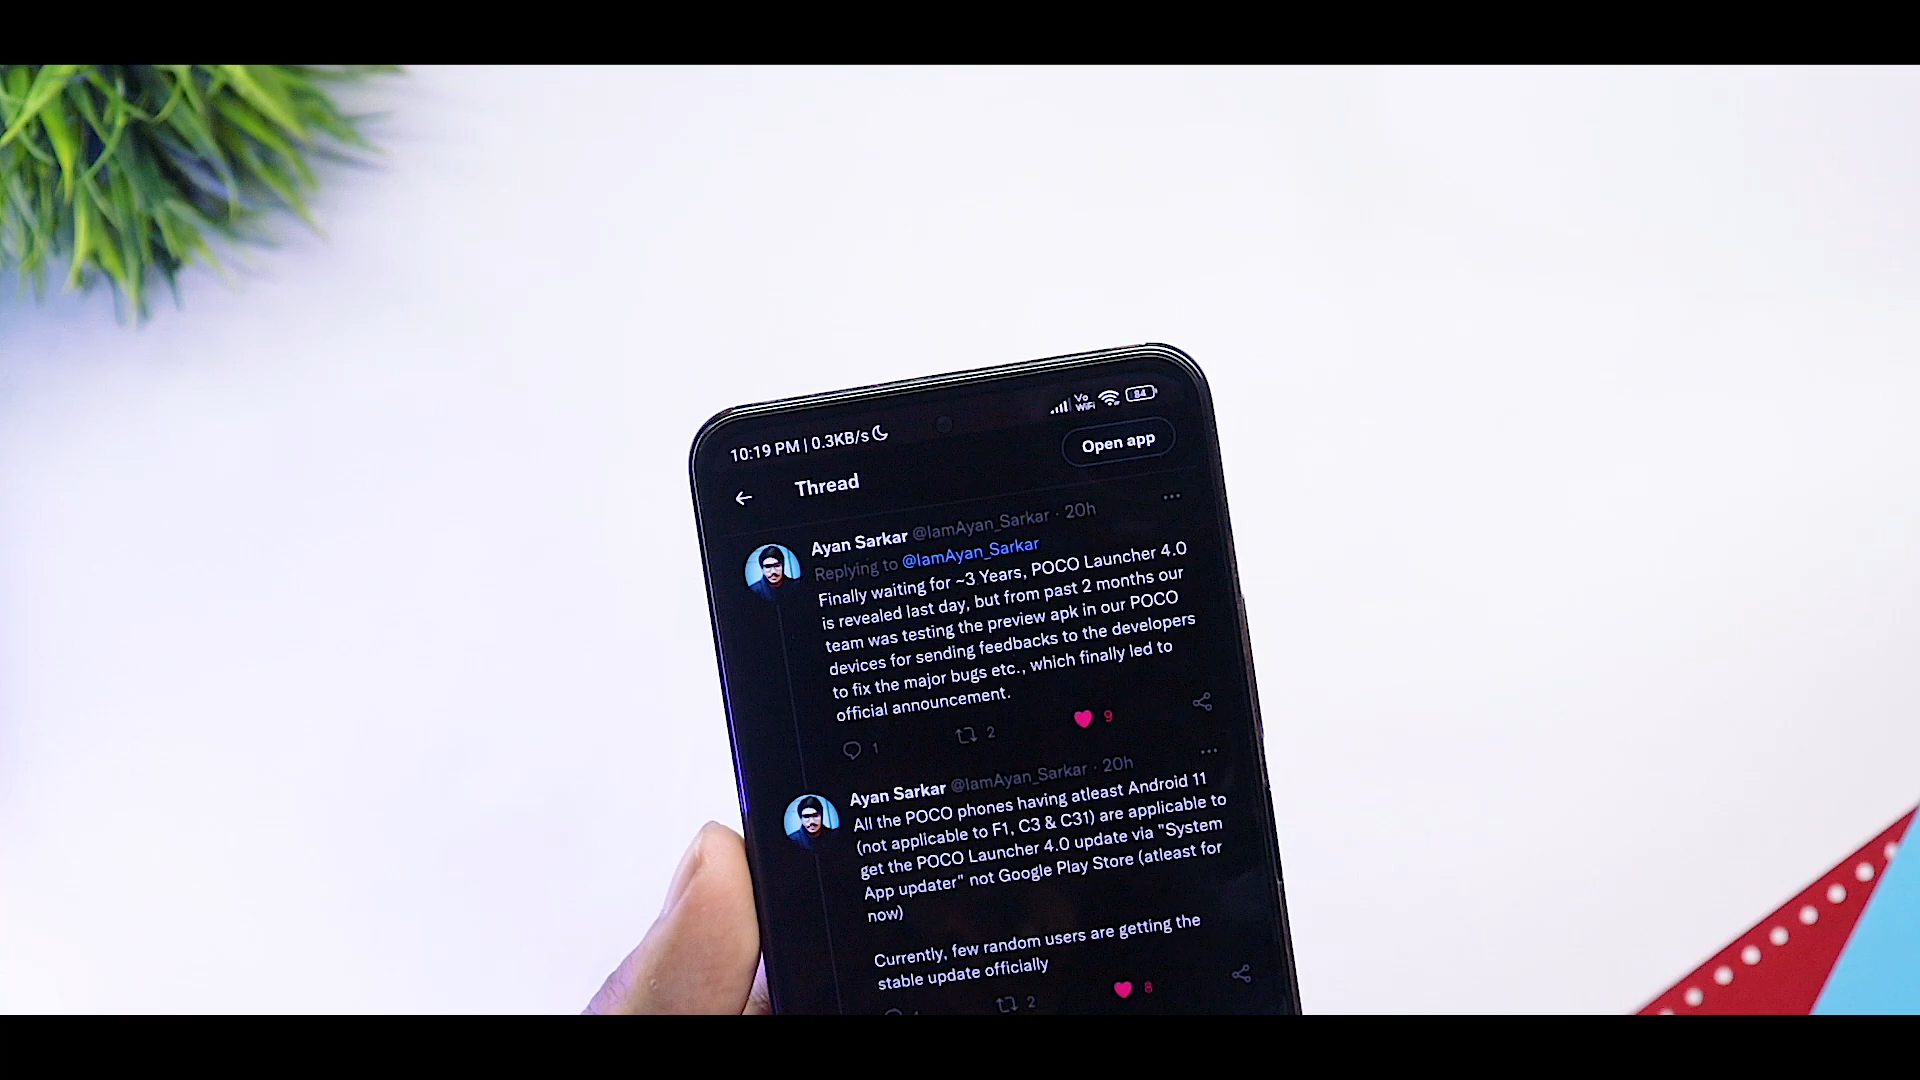 10:19 PM | 0.3KB/s
Vo
WiFi
84
Open app
Thread
Ayan Sarkar @IamAyan_Sarkar · 20h
Replying to @IamAyan_Sarkar
Finally waiting for ~3 Years, POCO Launcher 4.0
is revealed last day, but from past 2 months our
team was testing the preview apk in our POCO
devices for sending feedbacks to the developers
to fix the major bugs etc., which finally led to
official announcement.
1 2 9
Ayan Sarkar @IamAyan_Sarkar · 20h
All the POCO phones having atleast Android 11
(not applicable to F1, C3 & C31) are applicable to
get the POCO Launcher 4.0 update via "System
App updater" not Google Play Store (atleast for
now)
Currently, few random users are getting the
stable update officially
2 8